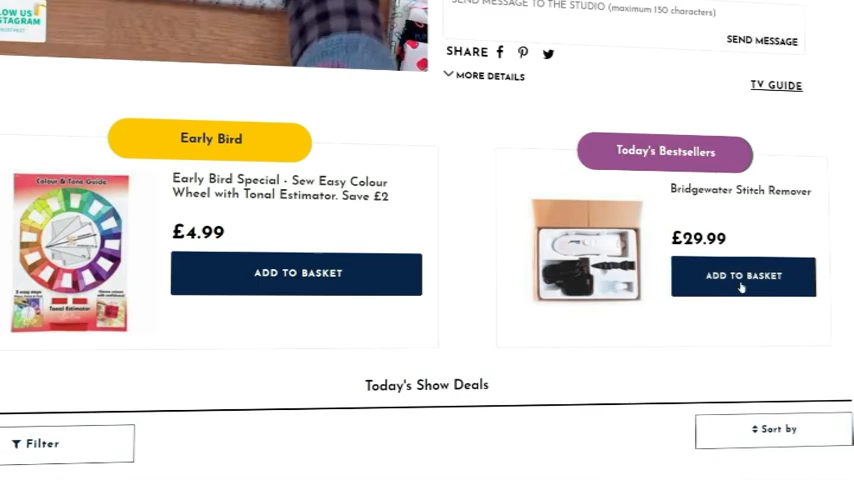 LOW US
STAGRAM
SEND MESSAGE TO THE STUDIO (maximum 150 characters)
SEND MESSAGE
SHARE
MORE DETAILS
TV GUIDE
Early Bird
Today's Bestsellers
Colour & Tone Guide
Early Bird Special - Sew Easy Colour
Wheel with Tonal Estimator. Save £2
£4.99
ADD TO BASKET
Tonal Estimator
Bridgewater Stitch Remover
£29.99
ADD TO BASKET
Today's Show Deals
Filter
Sort by